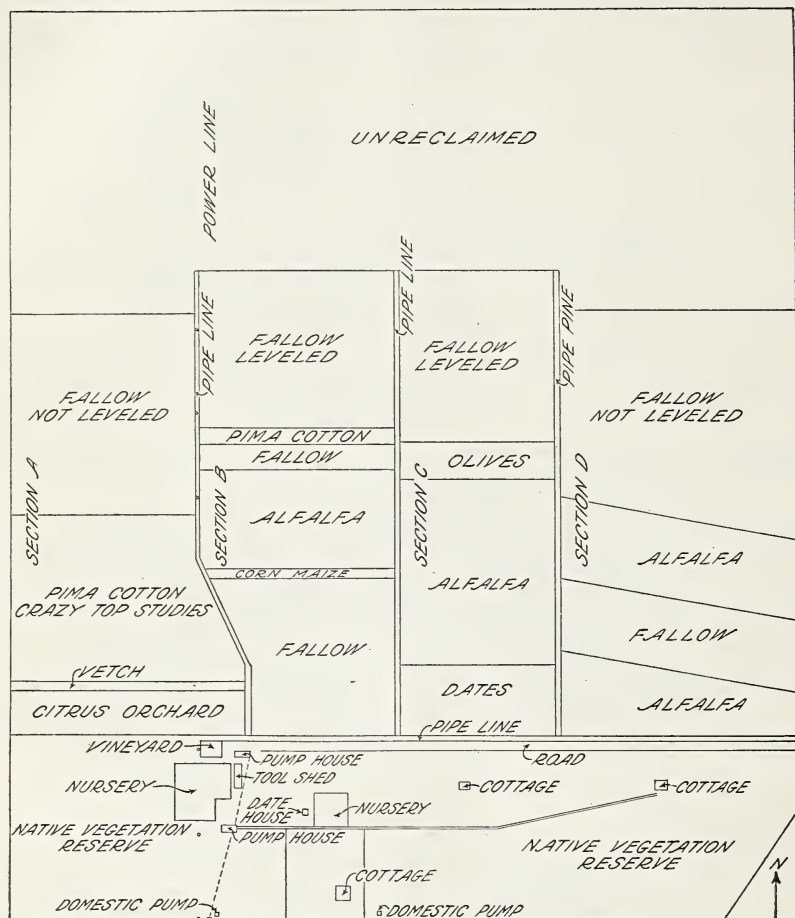 UNRECLAIMED
POWER LINE
PIPE LINE
PIPE LINE
PIPE PINE
FALLOW
LEVELED
FALLOW
LEVELED
FALLOW
NOT LEVELED
FALLOW
NOT LEVELED
PIMA COTTON
FALLOW
OLIVES
SECTION A
SECTION B
SECTION C
SECTION D
ALFALFA
ALFALFA
CORN MAIZE
ALFALFA
PIMA COTTON
CRAZY TOP STUDIES
FALLOW
FALLOW
VETCH
DATES
ALFALFA
CITRUS ORCHARD
PIPE LINE
VINEYARD
PUMP HOUSE
ROAD
TOOL SHED
NURSERY
COTTAGE
COTTAGE
DATE
HOUSE
NURSERY
NATIVE VEGETATION
RESERVE
PUMP HOUSE
NATIVE VEGETATION
RESERVE
N
COTTAGE
DOMESTIC PUMP
DOMESTIC PUMP